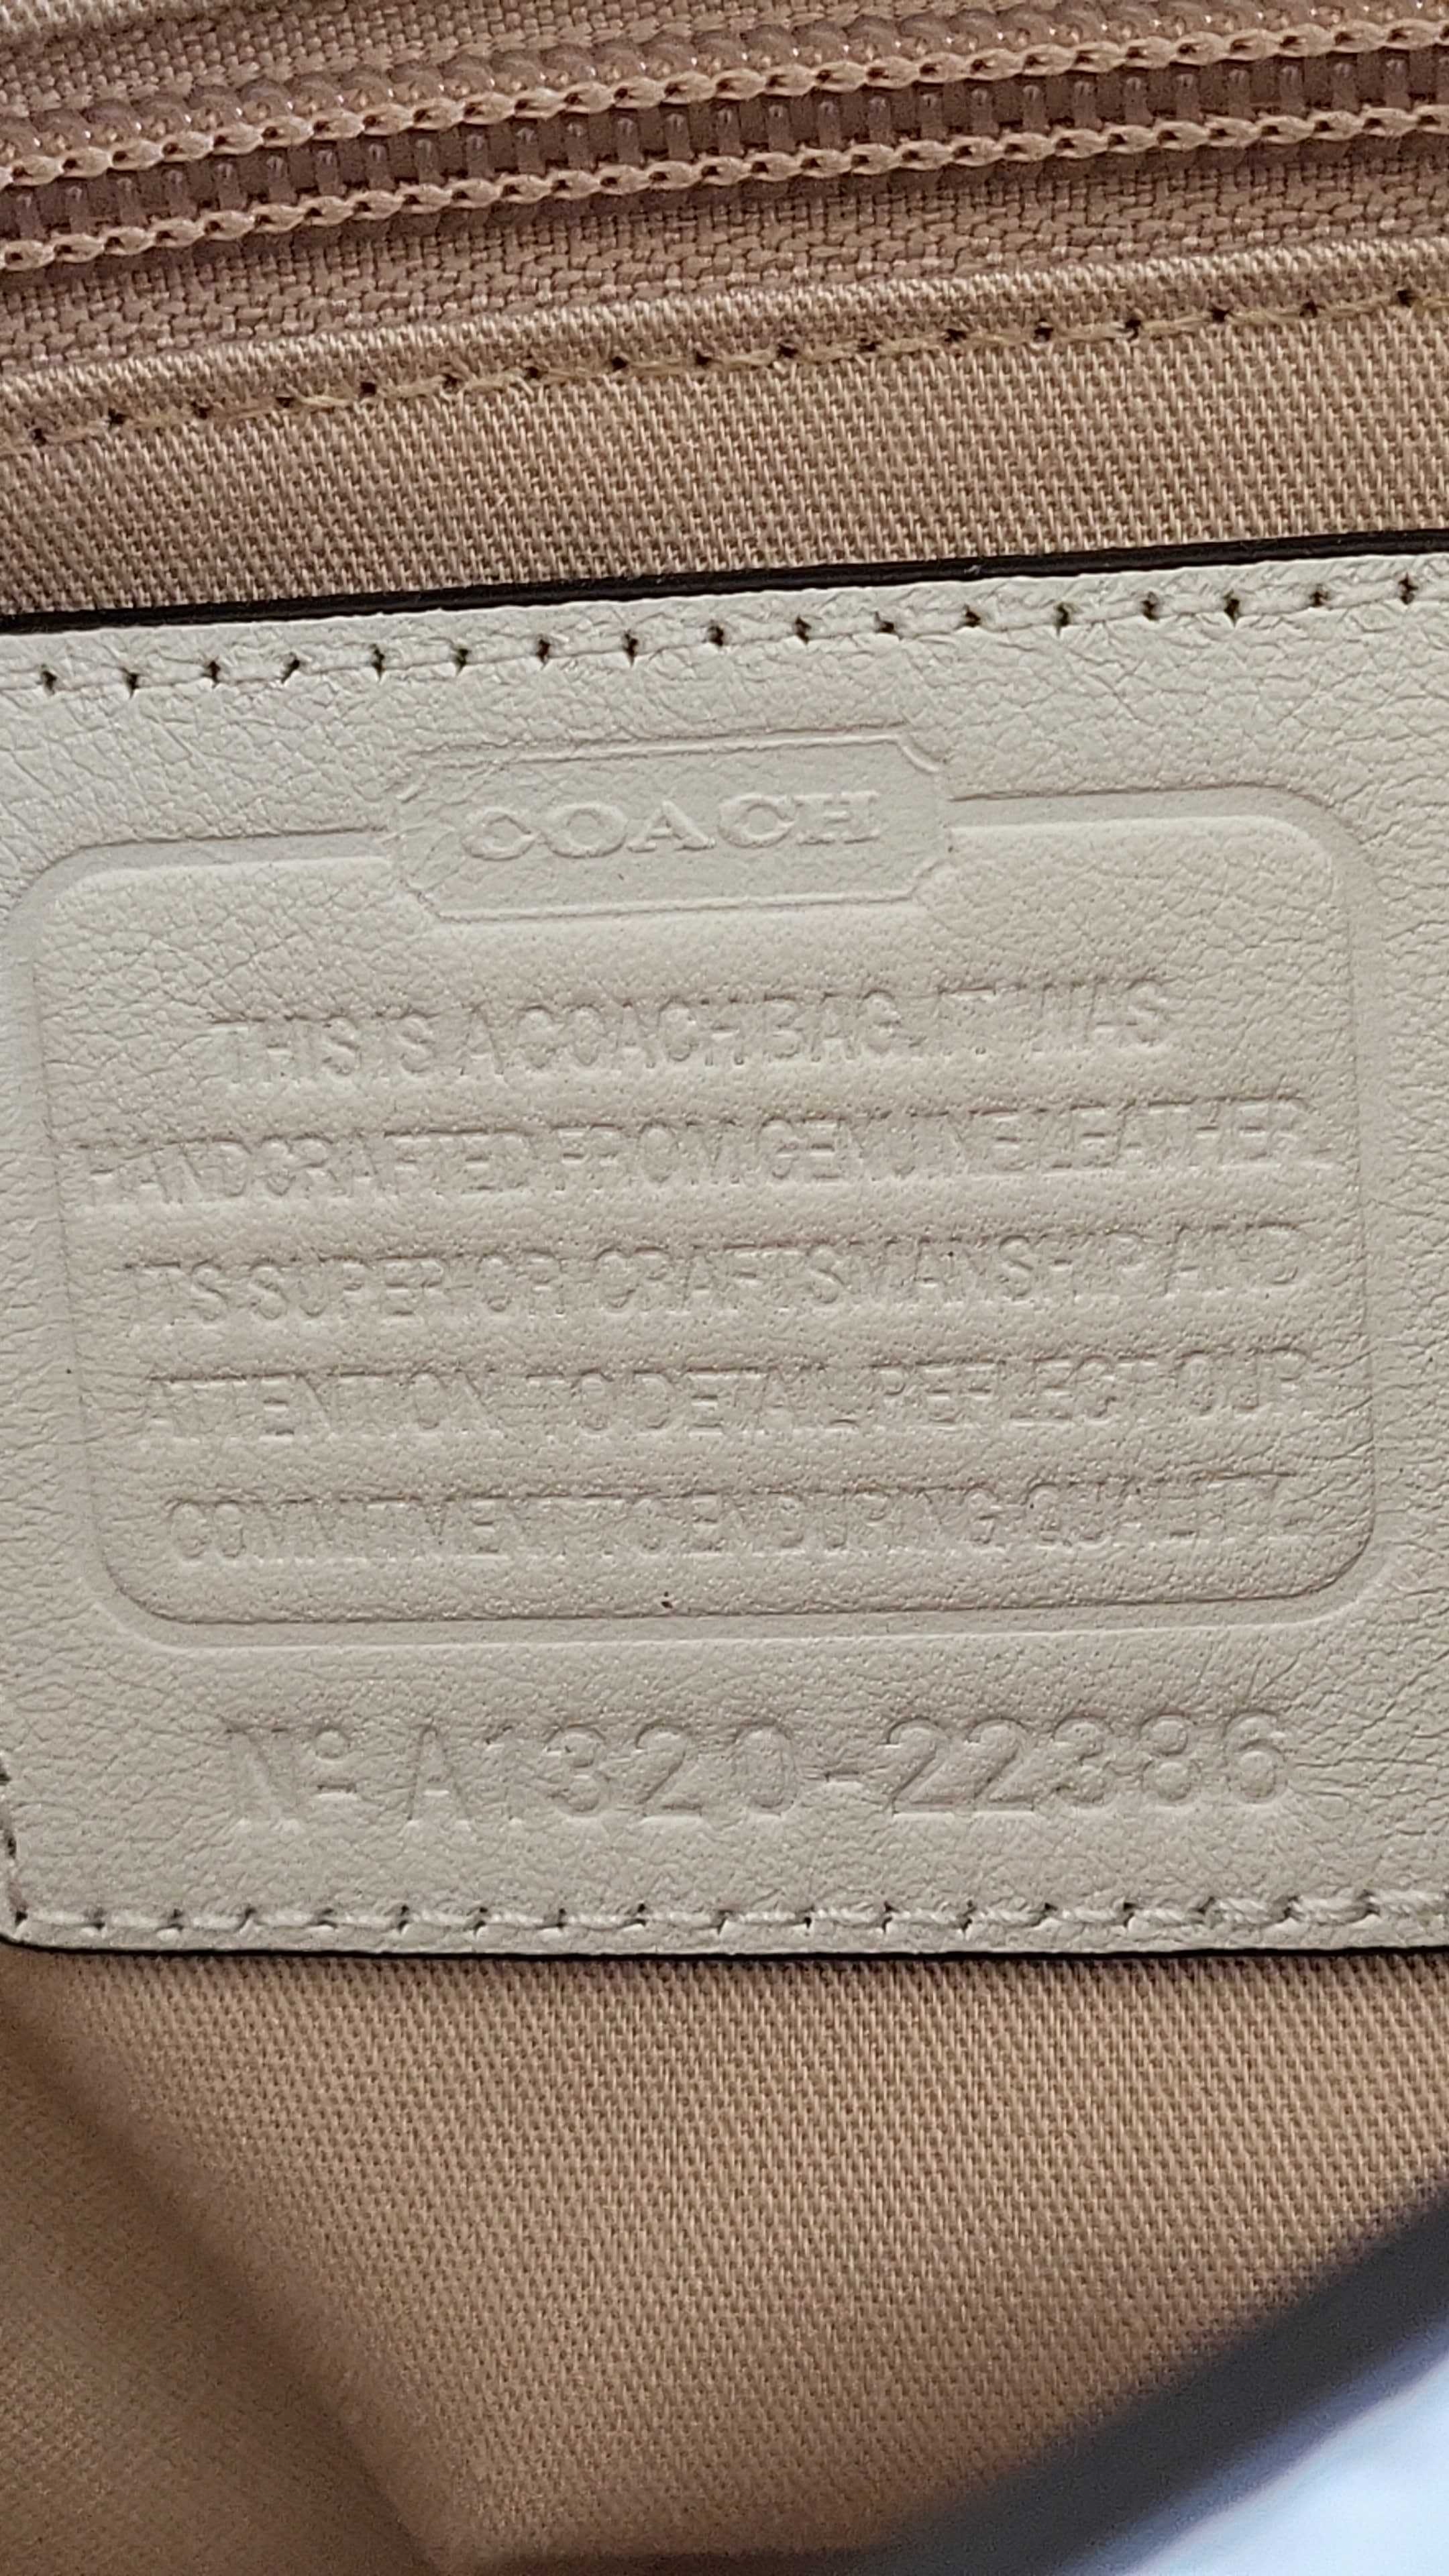 COACH
THIS IS A COACH BAG. IT WAS
HANDCRAFTED FROM GENUINE LEATHER.
ITS SUPERIOR CRAFTSMANSHIP AND
ATTENTION TO DETAIL REFLECT OUR
COMMITMENT TO ENDURING QUALITY.
Nº A1320-22386